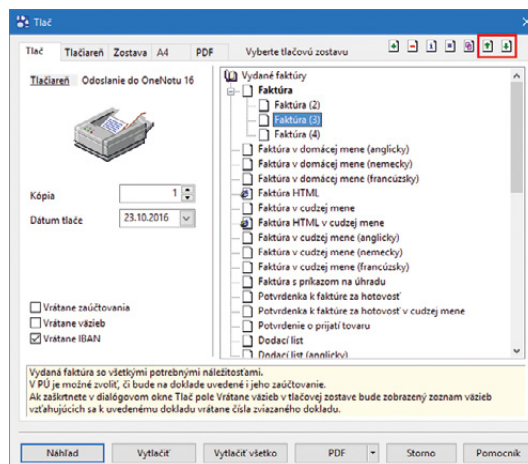 Tlač
Tlač Tlačiareň Zostava A4 PDF Vyberte tlačovú zostavu
Tlačiareň Odoslanie do OneNotu 16
Kópia 1
Dátum tlače 23.10.2016
Vrátane zaúčtovania
Vrátane väzieb
Vrátane IBAN
Vydané faktúry
Faktúra
Faktúra (2)
Faktúra (3)
Faktúra (4)
Faktúra v domácej mene (anglicky)
Faktúra v domácej mene (nemecky)
Faktúra v domácej mene (francúzsky)
Faktúra HTML
Faktúra v cudzej mene
Faktúra HTML v cudzej mene
Faktúra v cudzej mene (anglicky)
Faktúra v cudzej mene (nemecky)
Faktúra v cudzej mene (francúzsky)
Faktúra s príkazom na úhradu
Potvrdenka k faktúre za hotovosť
Potvrdenka k faktúre za hotovosť v cudzej mene
Potvrdenie o prijatí tovaru
Dodací list
Dodací list (anglicky)
Vydaná faktúra so všetkými potrebnými náležitosťami.
V PÚ je možné zvoliť, či bude na doklade uvedené i jeho zaúčtovanie.
Ak zaškrtnete v dialógovom okne Tlač pole Vrátane väzieb v tlačovej zostave bude zobrazený zoznam väzieb
vzťahujúcich sa k uvedenému dokladu vrátane čísla zviazaného dokladu.
Náhľad Vytlačiť Vytlačiť všetko PDF Storno Pomocník